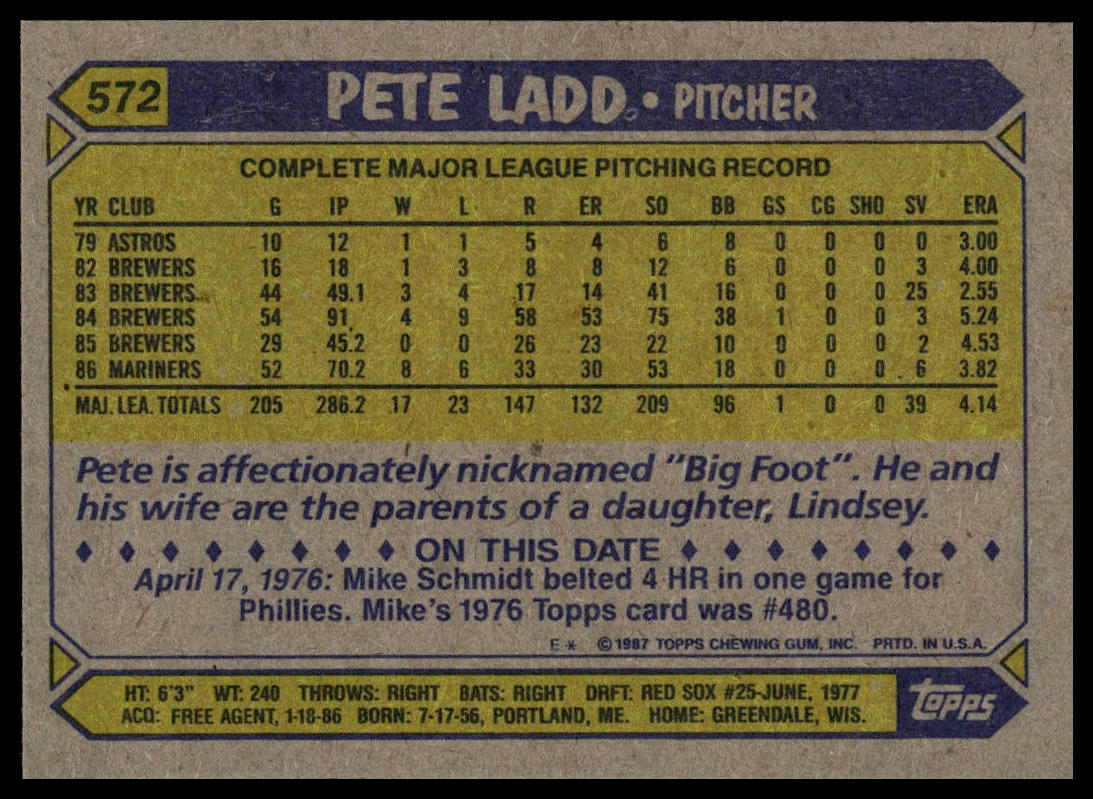 572 PETE LADD • PITCHER
COMPLETE MAJOR LEAGUE PITCHING RECORD
YR CLUB G IP W L R ER SO BB GS CG SHO SV ERA
79 ASTROS 10 12 1 1 5 4 6 8 0 0 0 0 3.00
82 BREWERS 16 18 1 3 8 8 12 6 0 0 0 3 4.00
83 BREWERS 44 49.1 3 4 17 14 41 16 0 0 0 25 2.55
84 BREWERS 54 91 4 9 58 53 75 38 1 0 0 3 5.24
85 BREWERS 29 45.2 0 0 26 23 22 10 0 0 0 2 4.53
86 MARINERS 52 70.2 8 6 33 30 53 18 0 0 0 6 3.82
MAJ. LEA. TOTALS 205 286.2 17 23 147 132 209 96 1 0 0 39 4.14
Pete is affectionately nicknamed "Big Foot". He and
his wife are the parents of a daughter, Lindsey.
♦ ♦ ♦ ♦ ♦ ♦ ♦ ♦ ON THIS DATE ♦ ♦ ♦ ♦ ♦ ♦ ♦ ♦
April 17, 1976: Mike Schmidt belted 4 HR in one game for
Phillies. Mike's 1976 Topps card was #480.
E * © 1987 TOPPS CHEWING GUM, INC. PRTD. IN U.S.A.
HT: 6'3" WT: 240 THROWS: RIGHT BATS: RIGHT DRFT: RED SOX #25-JUNE, 1977
ACQ: FREE AGENT, 1-18-86 BORN: 7-17-56, PORTLAND, ME. HOME: GREENDALE, WIS.
topps